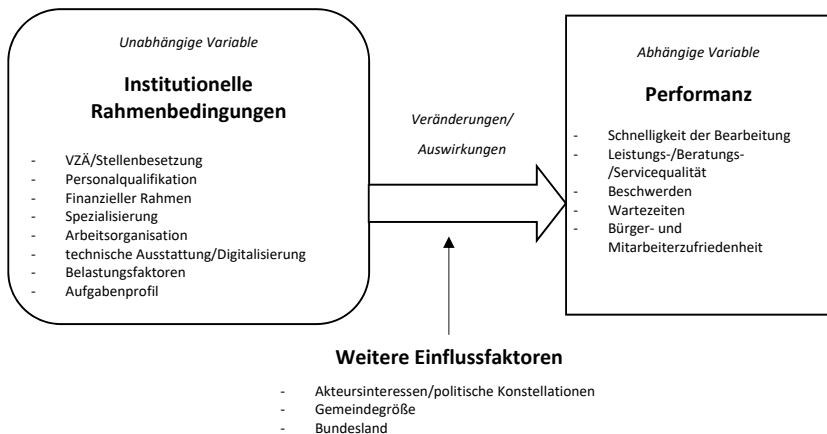 Unabhängige Variable
Institutionelle
Rahmenbedingungen
- VZÄ/Stellenbesetzung
- Personalqualifikation
- Finanzieller Rahmen
- Spezialisierung
- Arbeitsorganisation
- technische Ausstattung/Digitalisierung
- Belastungsfaktoren
- Aufgabenprofil
Veränderungen/
Auswirkungen
Abhängige Variable
Performanz
- Schnelligkeit der Bearbeitung
- Leistungs-/Beratungs-
/Servicequalität
- Beschwerden
- Wartezeiten
- Bürger- und
Mitarbeiterzufriedenheit
Weitere Einflussfaktoren
- Akteursinteressen/politische Konstellationen
- Gemeindegröße
- Bundesland